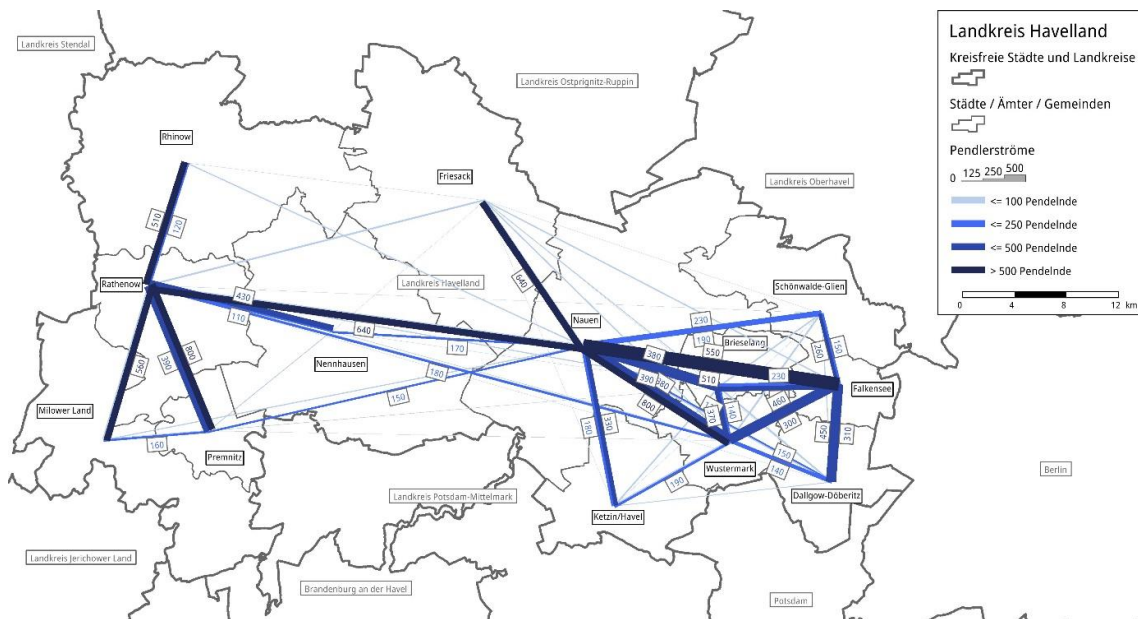 Landkreis Stendal
Landkreis Ostprignitz-Ruppin
Landkreis Havelland
Kreisfreie Städte und Landkreise
Städte / Ämter / Gemeinden
Pendlerströme
0 125 250 500
<= 100 Pendelnde
<= 250 Pendelnde
<= 500 Pendelnde
> 500 Pendelnde
0 4 8 12
km
Rhinow
Friesack
Landkreis Oberhavel
510
120
Rathenow
Landkreis Havelland
640
Schönwalde-Glien
430
110
640
170
Nauen
230
190
Brieselang
550
380
260
150
Nennhausen
180
390
510
230
Falkensee
800
390
560
150
800
370
140
460
300
450
310
Milower Land
160
Premnitz
180
330
Wustermark
150
140
190
Dallgow-Döberitz
Berlin
Landkreis Potsdam-Mittelmark
Ketzin/Havel
Landkreis Jerichower Land
Brandenburg an der Havel
Potsdam